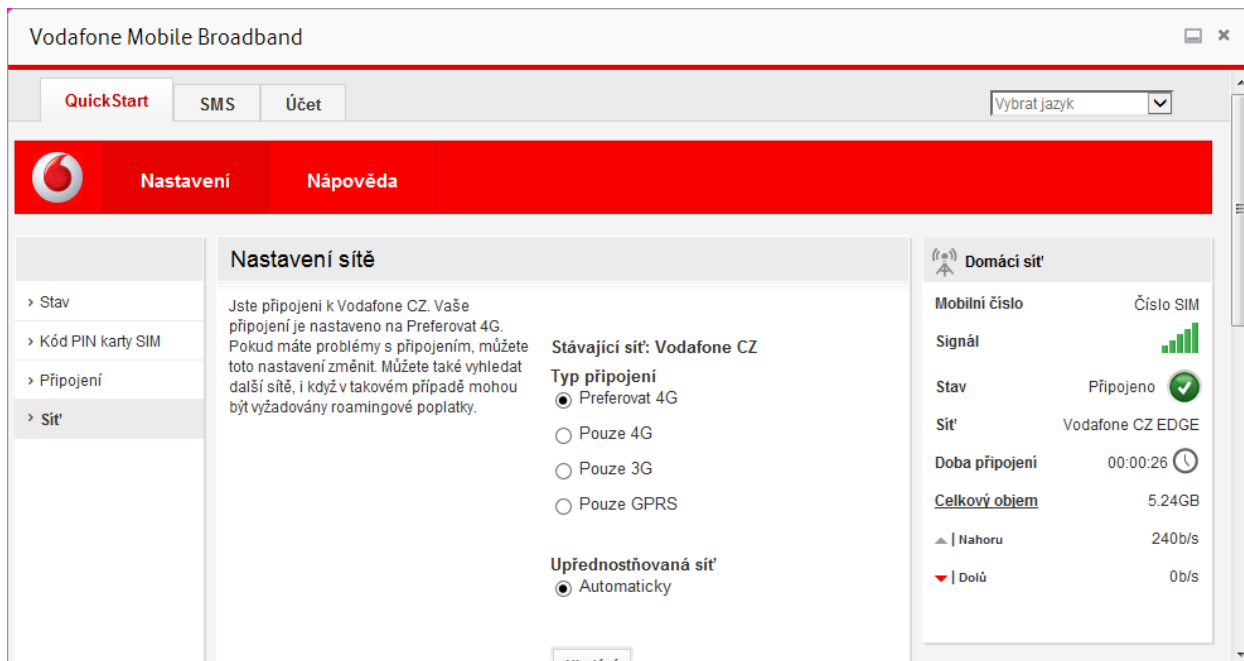 Vodafone Mobile Broadband
QuickStart
SMS
Účet
Vybrat jazyk
Nastavení
Nápověda
Stav
Kód PIN karty SIM
Připojení
Síť
Nastavení sítě
Jste připojeni k Vodafone CZ. Vaše
připojení je nastaveno na Preferovat 4G.
Pokud máte problémy s připojením, můžete
toto nastavení změnit. Můžete také vyhledat
další sítě, i když v takovém případě mohou
být vyžadovány roamingové poplatky.
Stávající síť: Vodafone CZ
Typ připojení
Preferovat 4G
Pouze 4G
Pouze 3G
Pouze GPRS
Upřednostňovaná síť
Automaticky
Domácí síť
Mobilní číslo Číslo SIM
Signál
Stav Připojeno
Síť Vodafone CZ EDGE
Doba připojení 00:00:26
Celkový objem 5.24GB
| Nahoru 240b/s
| Dolů 0b/s